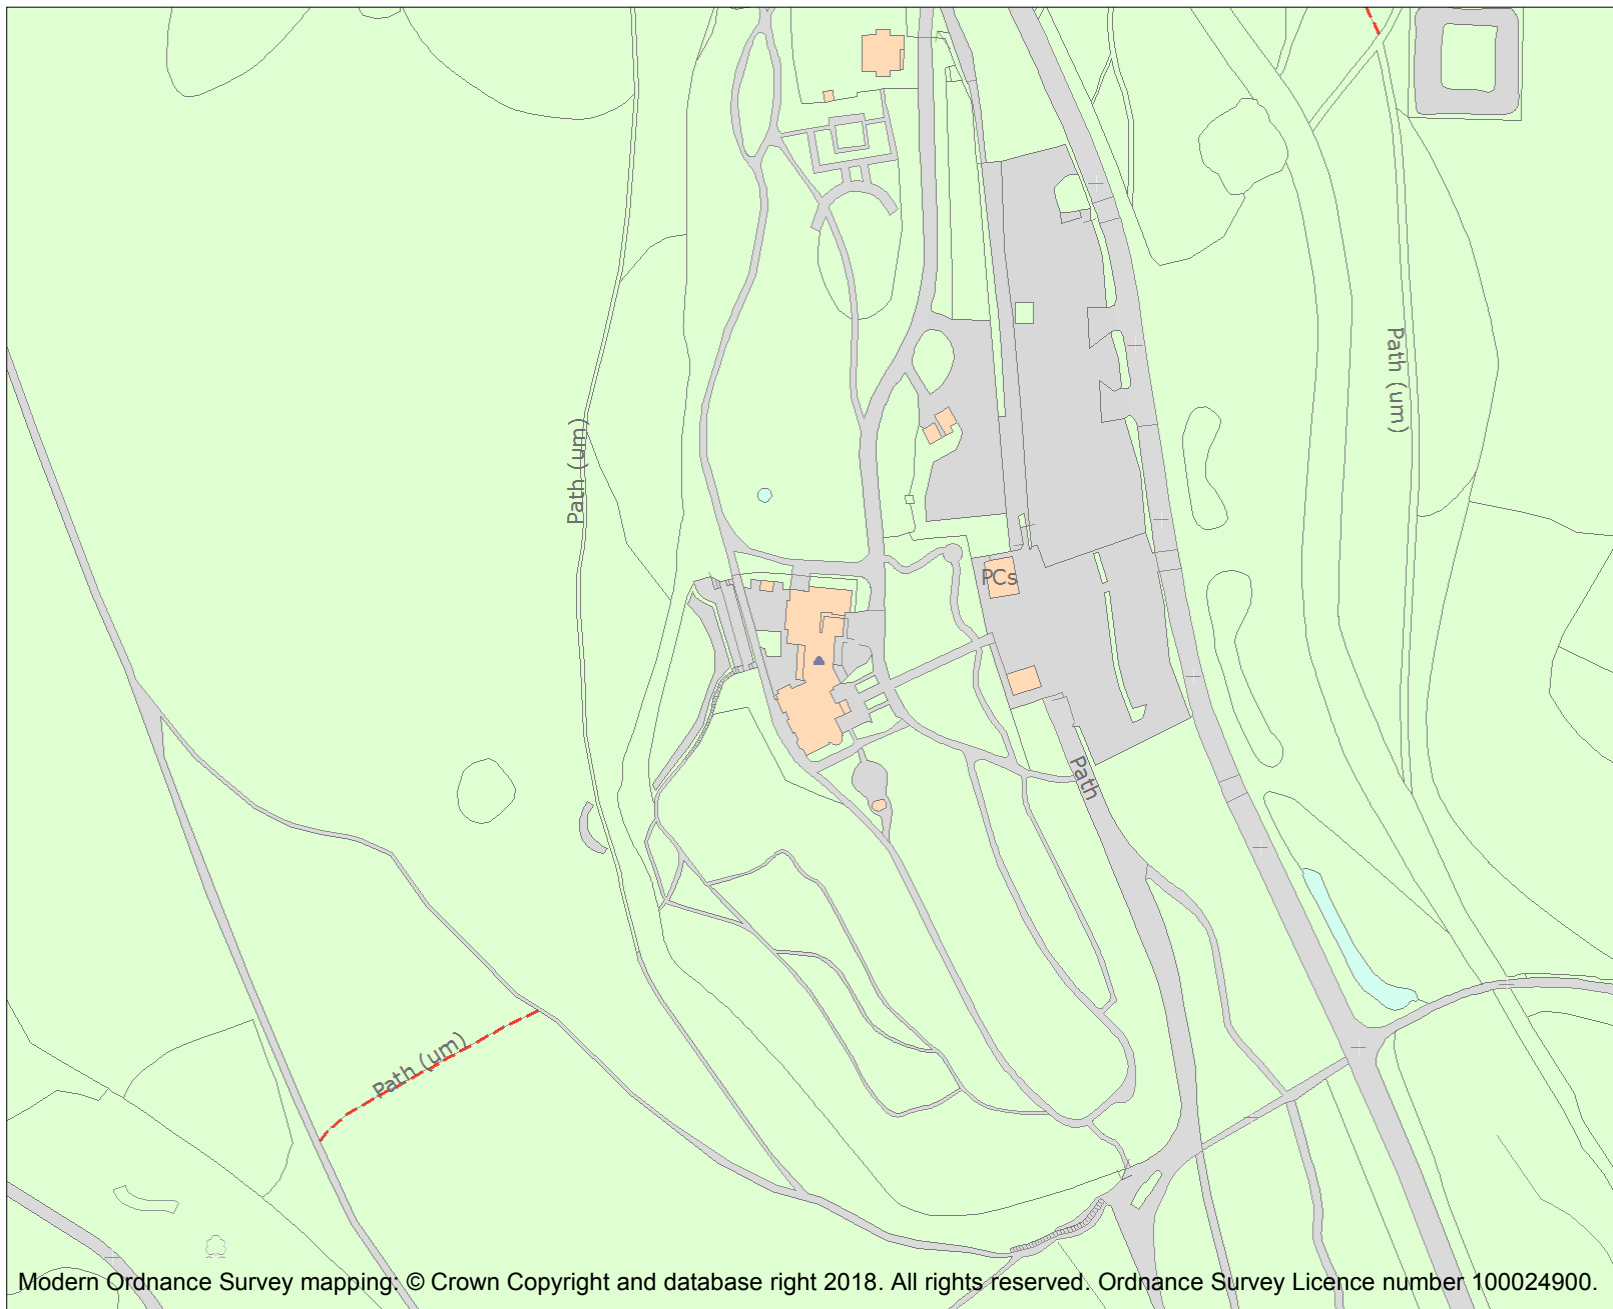 Path (um)
Path (um)
PCs
Path
Path (um)
Modern Ordnance Survey mapping: © Crown Copyright and database right 2018. All rights reserved. Ordnance Survey Licence number 100024900.